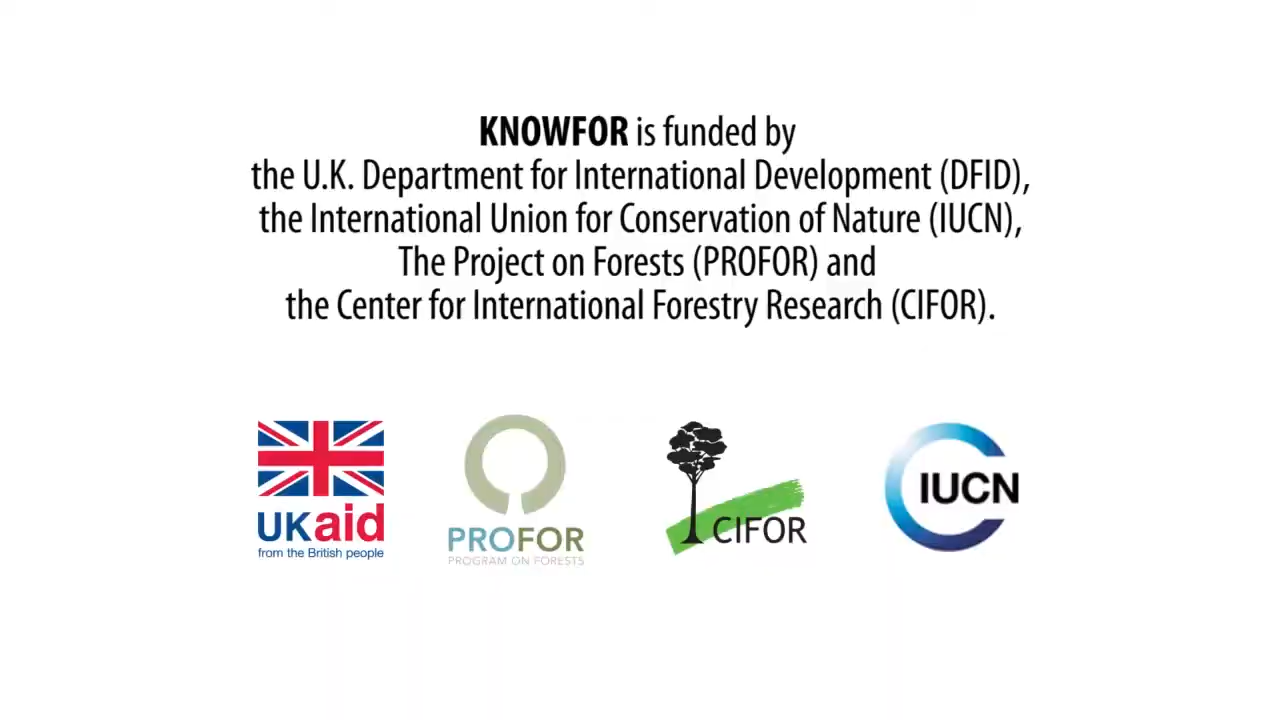 KNOWFOR is funded by
the U.K. Department for International Development (DFID),
the International Union for Conservation of Nature (IUCN),
The Project on Forests (PROFOR) and
the Center for International Forestry Research (CIFOR).
UKaid
from the British people
PROFOR
PROGRAM ON FORESTS
CIFOR
IUCN